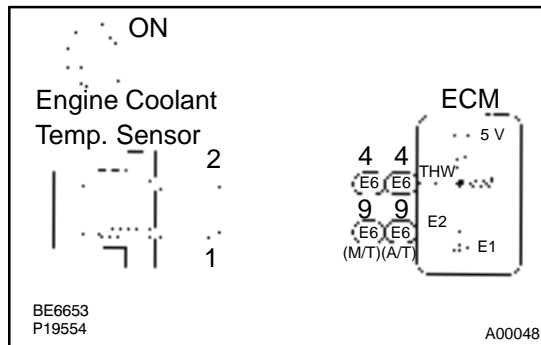 ON
Engine Coolant
Temp. Sensor
ECM
5 V
2
4 4
THW
E6 E6
9 9
E2
E6 E6
E1
1
(M/T) (A/T)
BE6653
P19554
A00048